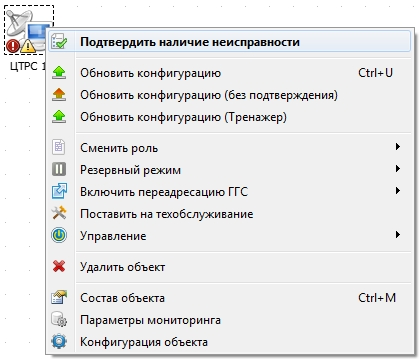 ЦТРС 1
Подтвердить наличие неисправности
Обновить конфигурацию Ctrl+U
Обновить конфигурацию (без подтверждения)
Обновить конфигурацию (Тренажер)
Сменить роль
Резервный режим
Включить переадресацию ГГС
Поставить на техобслуживание
Управление
Удалить объект
Состав объекта Ctrl+M
Параметры мониторинга
Конфигурация объекта